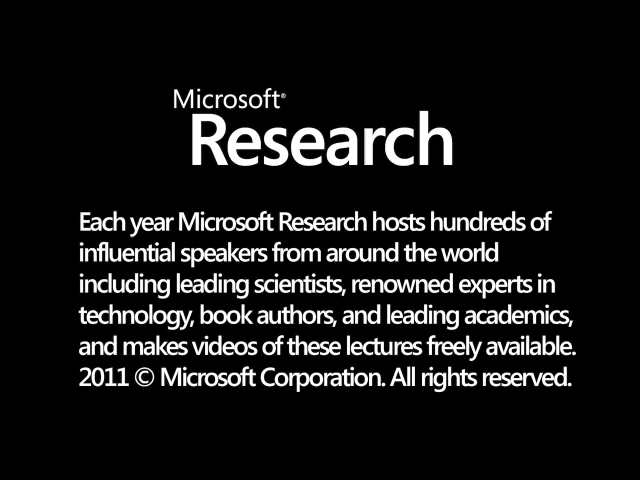 Microsoft®
Research
Each year Microsoft Research hosts hundreds of
influential speakers from around the world
including leading scientists, renowned experts in
technology, book authors, and leading academics,
and makes videos of these lectures freely available.
2011 © Microsoft Corporation. All rights reserved.